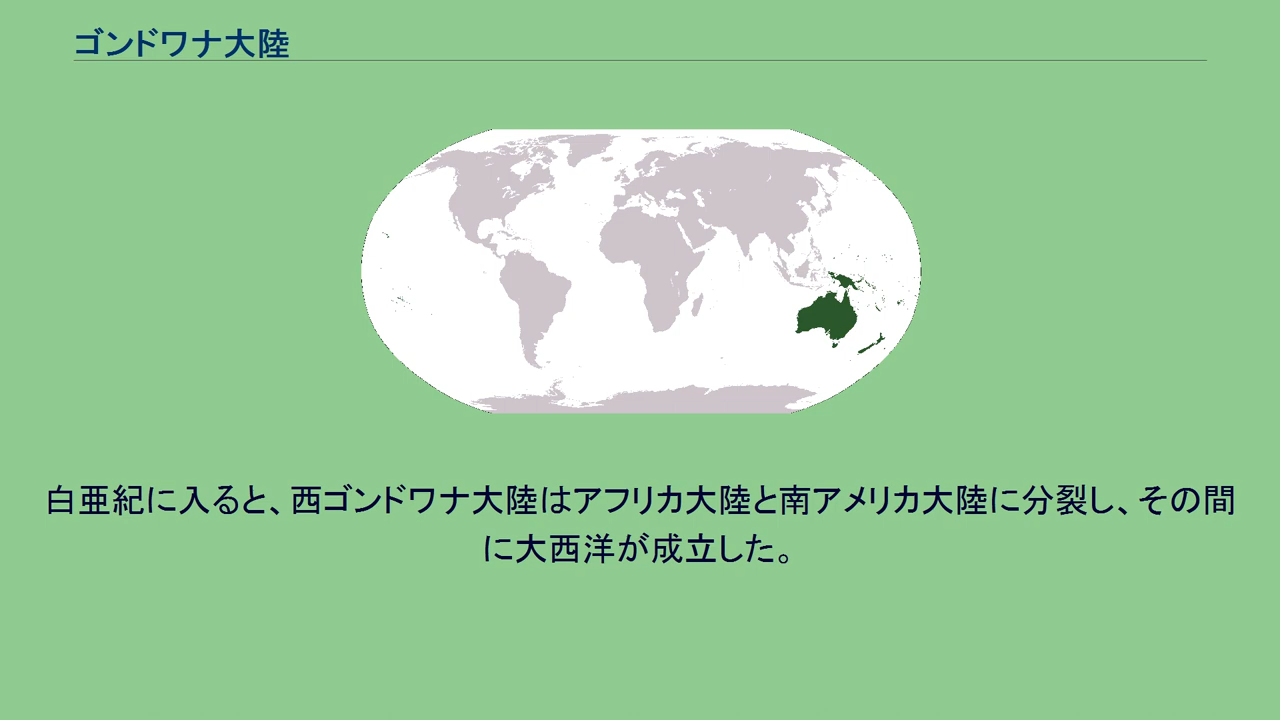 ゴンドワナ大陸
白亜紀に入ると、西ゴンドワナ大陸はアフリカ大陸と南アメリカ大陸に分裂し、その間
に大西洋が成立した。